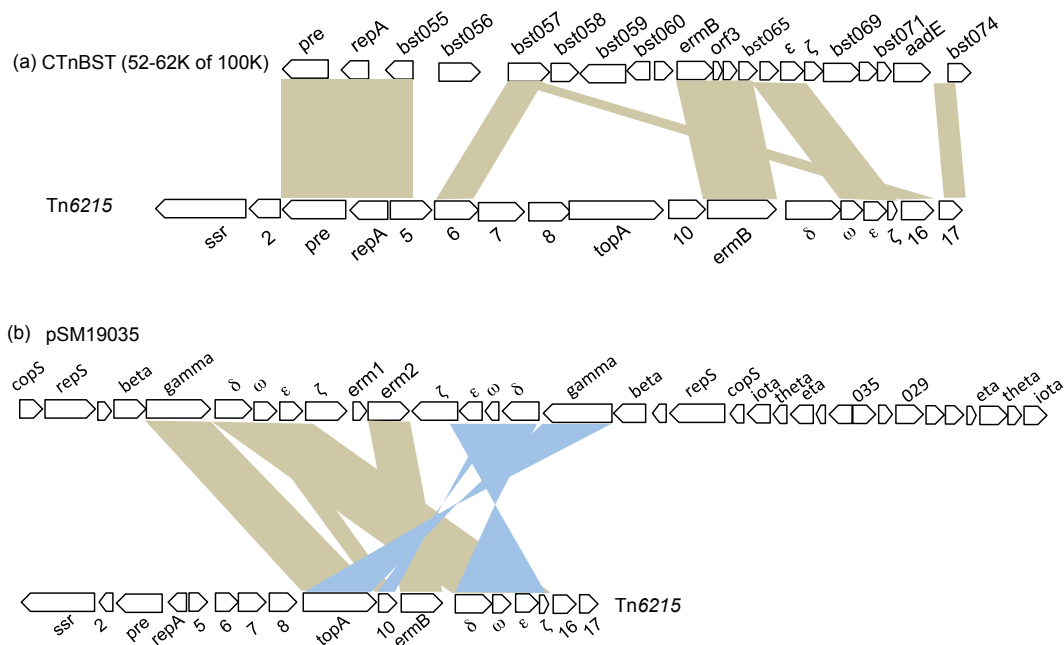 pre repA bst055 bst056 bst057 bst058 bst059 bst060 ermB orf3 bst065 ε ζ bst069 bst071 aadE bst074
(a) CTnBST (52-62K of 100K)
Tn6215
ssr 2 pre repA 5 6 7 8 topA 10 ermB δ ω ε ζ 16 17
(b) pSM19035
copS repS beta gamma δ ω ε ζ erm1 erm2 ζ ε ω δ gamma beta repS copS iota theta eta 035 029 eta theta iota
Tn6215
ssr 2 pre repA 5 6 7 8 topA 10 ermB δ ω ε ζ 16 17